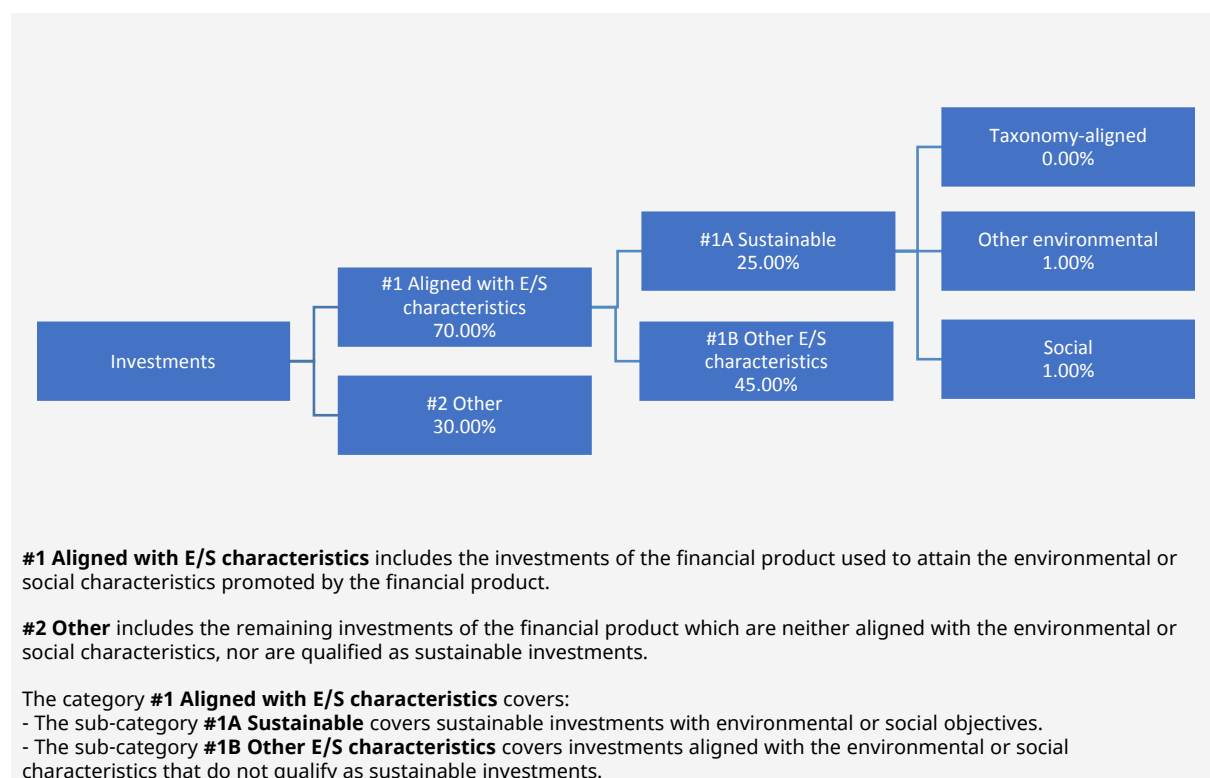 Investments
#1 Aligned with E/S
characteristics
70.00%
#2 Other
30.00%
#1A Sustainable
25.00%
#1B Other E/S
characteristics
45.00%
Taxonomy-aligned
0.00%
Other environmental
1.00%
Social
1.00%
#1 Aligned with E/S characteristics includes the investments of the financial product used to attain the environmental or
social characteristics promoted by the financial product.
#2 Other includes the remaining investments of the financial product which are neither aligned with the environmental or
social characteristics, nor are qualified as sustainable investments.
The category #1 Aligned with E/S characteristics covers:
- The sub-category #1A Sustainable covers sustainable investments with environmental or social objectives.
- The sub-category #1B Other E/S characteristics covers investments aligned with the environmental or social
characteristics that do not qualify as sustainable investments.